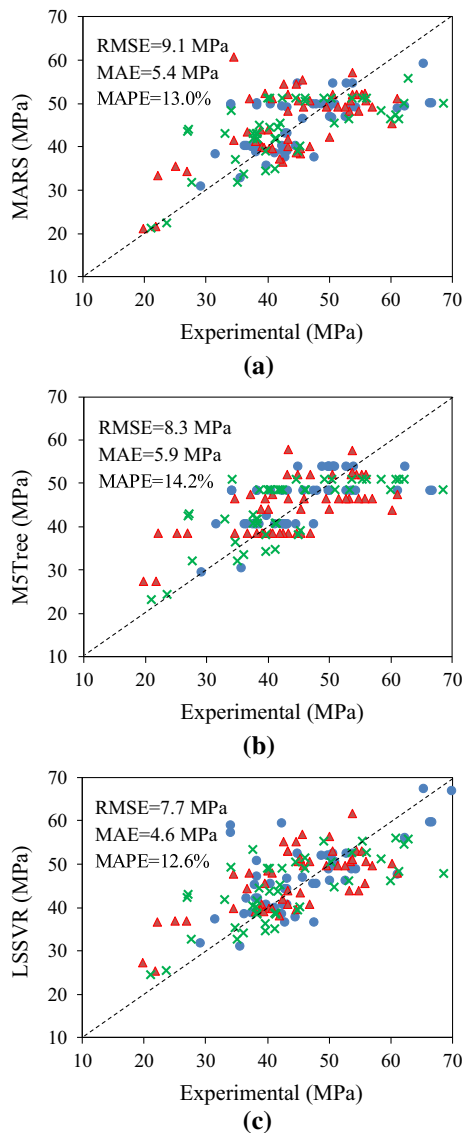 70
RMSE=9.1 MPa
60
MAE=5.4 MPa
MAPE=13.0%
50
40
30
20
10
MARS (MPa)
10 20 30 40 50 60 70
Experimental (MPa)
(a)
70
RMSE=8.3 MPa
60
MAE=5.9 MPa
MAPE=14.2%
50
40
30
20
10
M5Tree (MPa)
10 20 30 40 50 60 70
Experimental (MPa)
(b)
70
RMSE=7.7 MPa
60
MAE=4.6 MPa
MAPE=12.6%
50
40
30
20
10
LSSVR (MPa)
10 20 30 40 50 60 70
Experimental (MPa)
(c)